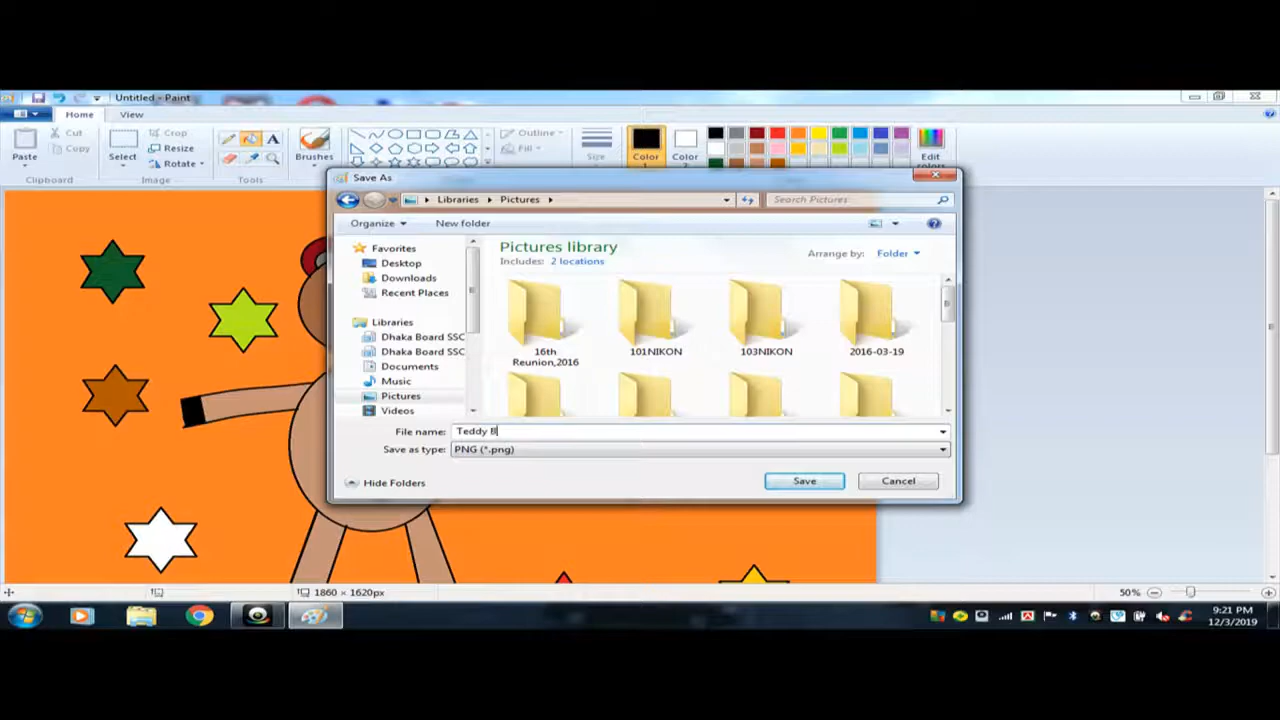 Untitled - Paint
Home View
Paste
Cut
Copy
Clipboard
Select
Crop
Resize
Rotate
Image
A
Tools
Brushes
Outline
Fill
Size
Color 1
Color
Edit colors
Save As
Libraries Pictures
Search Pictures
Organize New folder
Favorites
Desktop
Downloads
Recent Places
Libraries
Dhaka Board SSC
Dhaka Board SSC
Documents
Music
Pictures
Videos
Pictures library
Includes: 2 locations
Arrange by: Folder
16th
Reunion,2016
101NIKON
103NIKON
2016-03-19
File name: Teddy B
Save as type: PNG (*.png)
Hide Folders
Save
Cancel
1860 × 1620px
50%
9:21 PM
12/3/2019